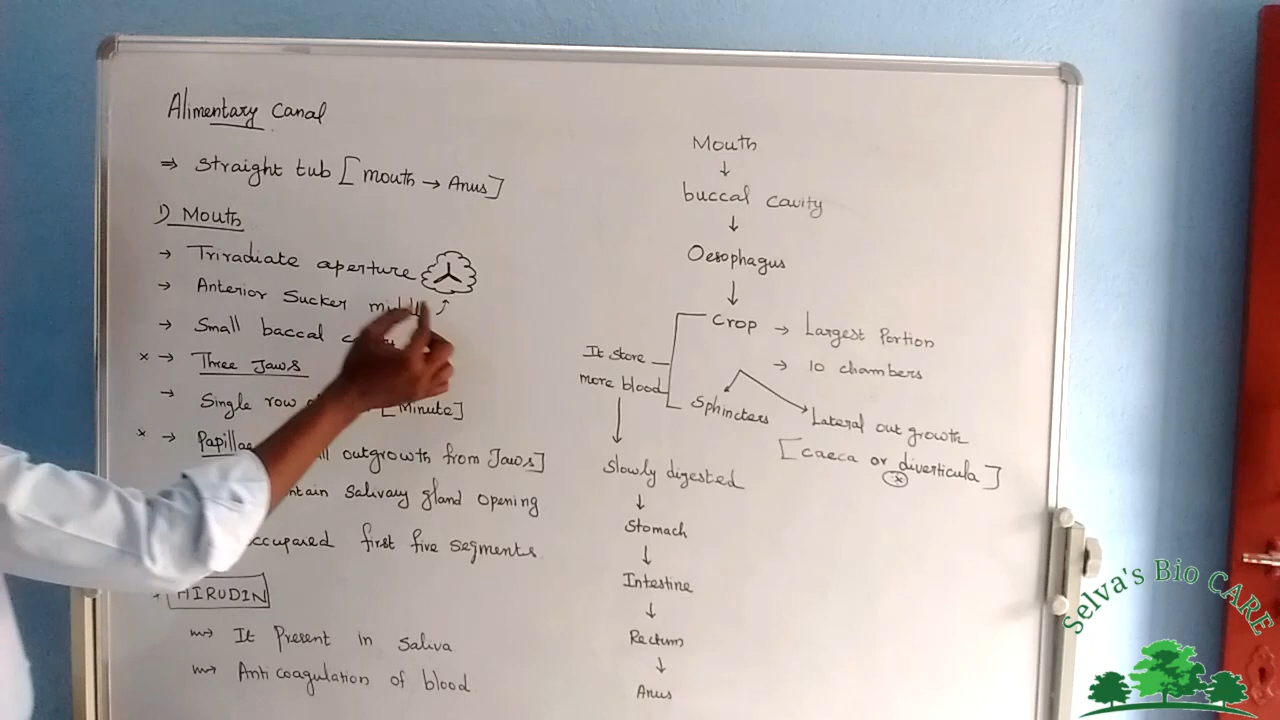 Alimentary Canal
⇒ straight tub [mouth → Anus]
1) Mouth
→ Triradiate aperture
→ Anterior Sucker middle
→ Small baccal
× → Three Jaws
→ Single row [Minute]
× → Papillae outgrowth from Jaws]
Salivary gland opening
first five segments.
HIRUDIN
It Present in saliva
Anti coagulation of blood
Mouth
↓
buccal cavity
↓
Oesophagus
↓
Crop → Largest Portion
→ 10 chambers
It store
more blood
Sphincters
Lateral out growth
[caeca or diverticula]
×
↓
Slowly digested
↓
Stomach
↓
Intestine
↓
Rectum
↓
Anus
Selva's Bio CARE